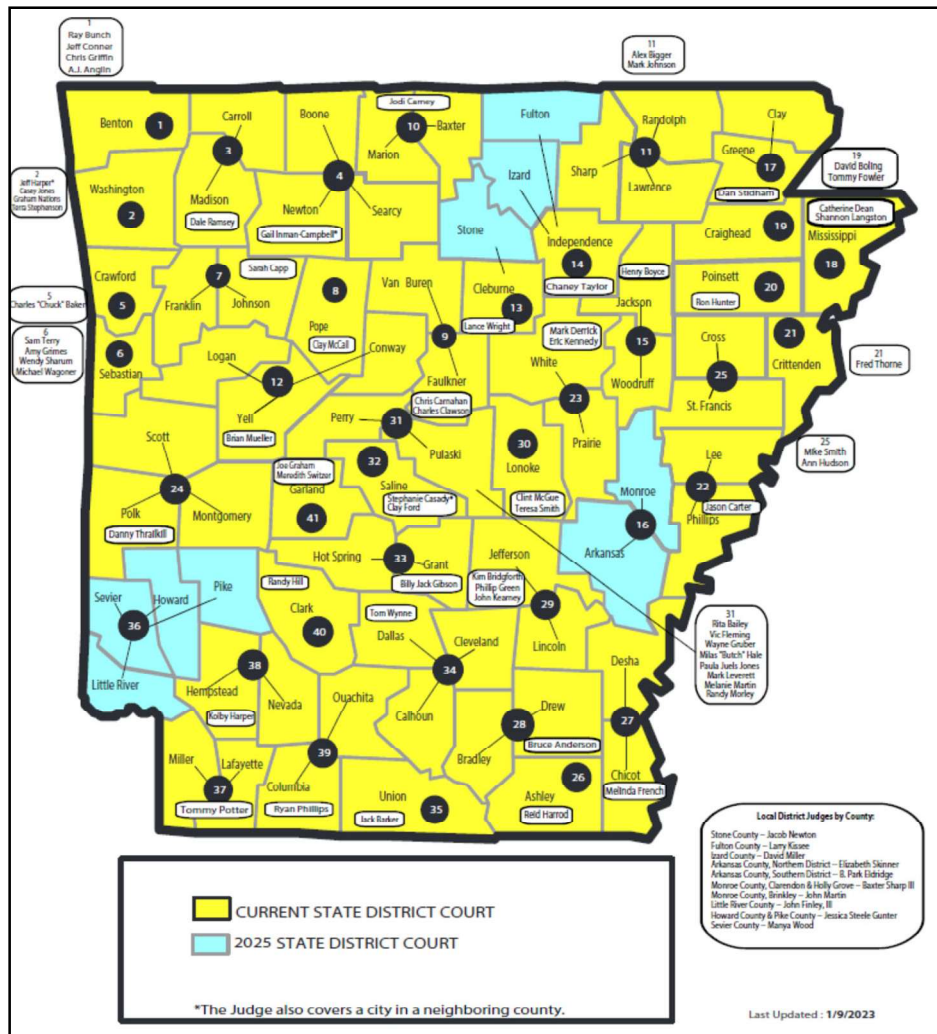 1
Ray Bunch
Jeff Conner
Chris Griffin
A.J. Anglin
11
Alex Bigger
Mark Johnson
Benton
1
Carroll
3
Madison
Dale Ramsey
Boone
4
Newton
Searcy
Gail Inman-Campbell*
Jodi Carney
10
Baxter
Marion
Fulton
Izard
Stone
Sharp
Randolph
11
Lawrence
Clay
Greene
17
Dan Stidham
19
David Boling
Tommy Fowler
2
Jeff Harper*
Casey Jones
Graham Nations
Terra Stephenson
Washington
2
Independence
14
Chaney Taylor
Craighead
19
Catherine Dean
Shannon Langston
Mississippi
18
Crawford
5
5
Charles "Chuck" Baker
Sarah Capp
7
Franklin
Johnson
8
Pope
Clay McCall
Van Buren
9
Faulkner
Chris Carnahan
Charles Clawson
Cleburne
13
Lance Wright
Henry Boyce
Jackson
15
Woodruff
Poinsett
20
Ron Hunter
6
Sam Terry
Amy Grimes
Wendy Sharum
Michael Wagoner
6
Sebastian
Logan
12
Conway
Yell
Brian Mueller
Mark Derrick
Eric Kennedy
White
23
Prairie
Cross
25
St. Francis
21
Crittenden
21
Fred Thorne
Scott
24
Polk
Montgomery
Danny Thrailkill
Perry
31
Pulaski
32
Saline
Stephanie Casady*
Clay Ford
Joe Graham
Meredith Switzer
Garland
41
30
Lonoke
Clint McGue
Teresa Smith
Monroe
16
Arkansas
Lee
22
Jason Carter
Phillips
25
Mike Smith
Ann Hudson
Hot Spring
33
Grant
Billy Jack Gibson
Jefferson
Kim Bridgforth
Phillip Green
John Kearney
29
Lincoln
Sevier
Howard
Pike
36
Little River
Randy Hill
Clark
40
Tom Wynne
Dallas
Cleveland
34
Calhoun
31
Rita Bailey
Vic Fleming
Wayne Gruber
Milas "Butch" Hale
Paula Juels Jones
Mark Leverett
Melanie Martin
Randy Morley
38
Hempstead
Nevada
Kolby Harper
Ouachita
39
Columbia
Ryan Phillips
Drew
28
Bradley
Bruce Anderson
Desha
27
Chicot
Melinda French
Miller
Lafayette
37
Tommy Potter
Union
35
Jack Barker
26
Ashley
Reid Harrod
Local District Judges by County:
Stone County – Jacob Newton
Fulton County – Larry Kissee
Izard County – David Miller
Arkansas County, Northern District – Elizabeth Skinner
Arkansas County, Southern District – B. Park Eldridge
Monroe County, Clarendon & Holly Grove – Baxter Sharp III
Monroe County, Brinkley – John Martin
Little River County – John Finley, III
Howard County & Pike County – Jessica Steele Gunter
Sevier County – Manya Wood
CURRENT STATE DISTRICT COURT
2025 STATE DISTRICT COURT
*The Judge also covers a city in a neighboring county.
Last Updated : 1/9/2023